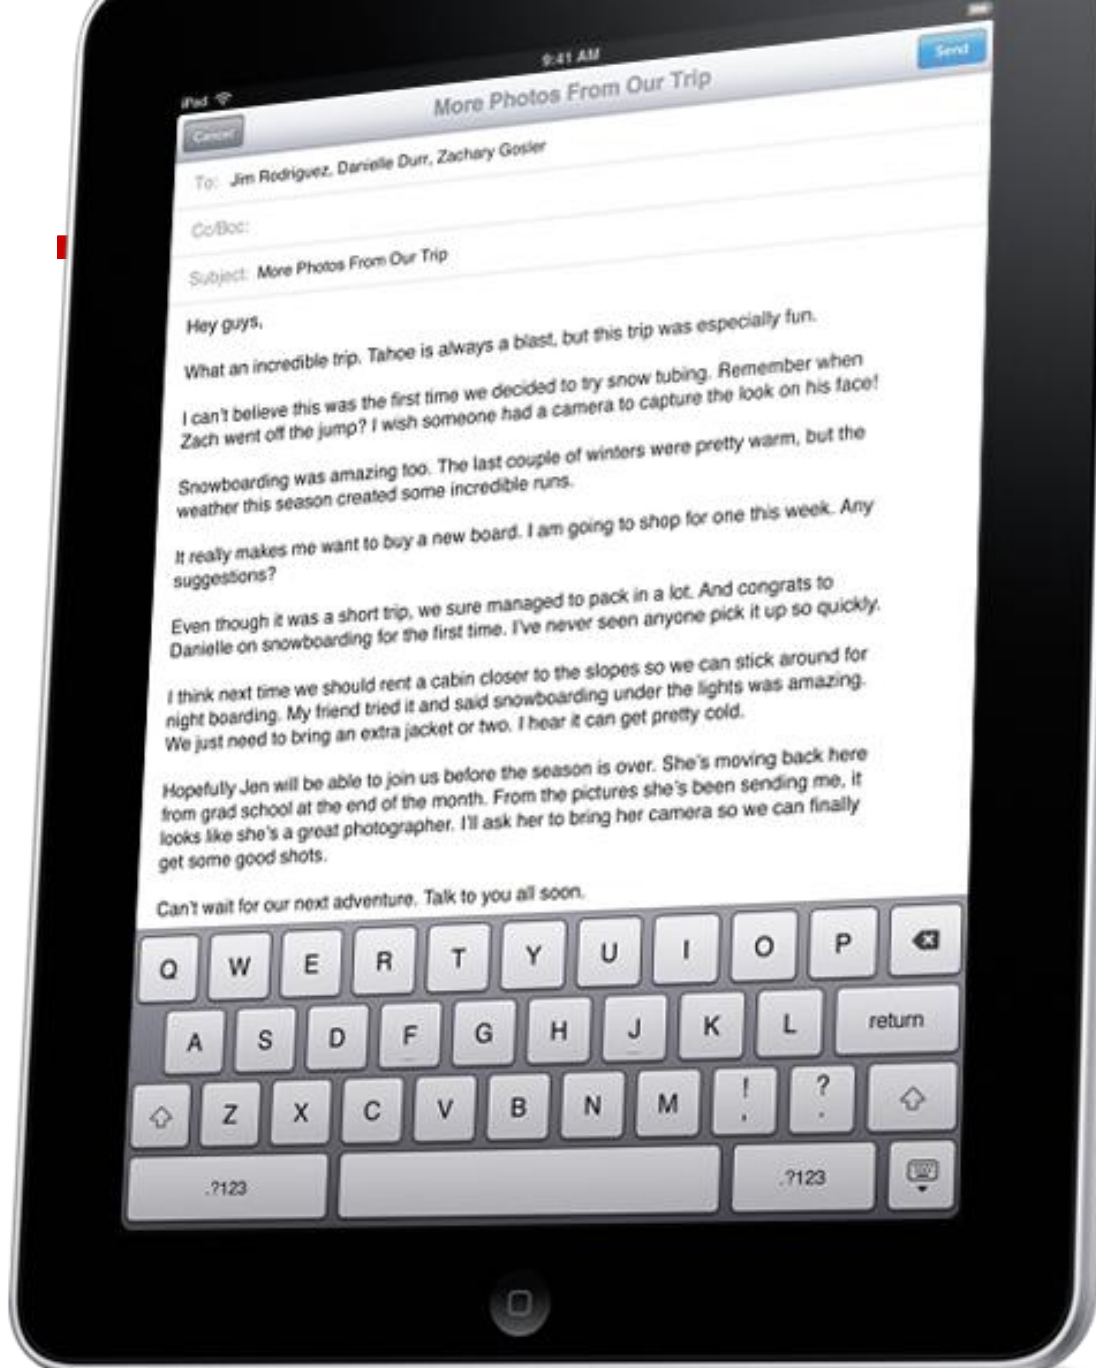 9:41 AM
iPad
More Photos From Our Trip
Send
Cancel
To: Jim Rodriguez, Danielle Durr, Zachary Gosler
Cc/Bcc:
Subject: More Photos From Our Trip
Hey guys,
What an incredible trip. Tahoe is always a blast, but this trip was especially fun.
I can't believe this was the first time we decided to try snow tubing. Remember when
Zach went off the jump? I wish someone had a camera to capture the look on his face!
Snowboarding was amazing too. The last couple of winters were pretty warm, but the
weather this season created some incredible runs.
It really makes me want to buy a new board. I am going to shop for one this week. Any
suggestions?
Even though it was a short trip, we sure managed to pack in a lot. And congrats to
Danielle on snowboarding for the first time. I've never seen anyone pick it up so quickly.
I think next time we should rent a cabin closer to the slopes so we can stick around for
night boarding. My friend tried it and said snowboarding under the lights was amazing.
We just need to bring an extra jacket or two. I hear it can get pretty cold.
Hopefully Jen will be able to join us before the season is over. She's moving back here
from grad school at the end of the month. From the pictures she's been sending me, it
looks like she's a great photographer. I'll ask her to bring her camera so we can finally
get some good shots.
Can't wait for our next adventure. Talk to you all soon.
Q W E R T Y U I O P
A S D F G H J K L return
Z X C V B N M ! , ? .
.?123 .?123